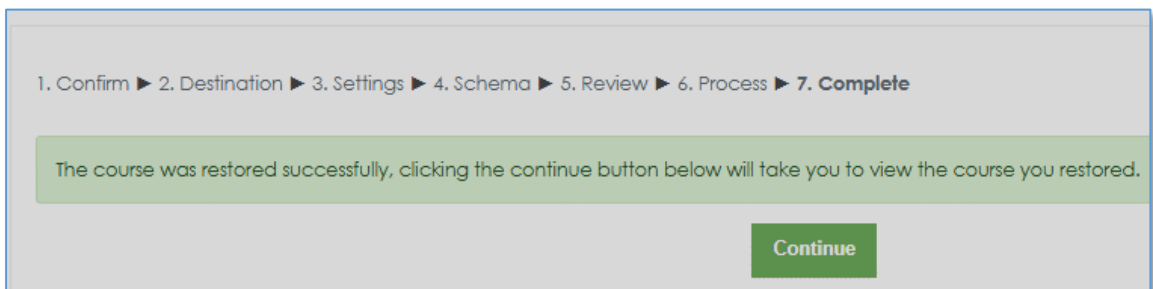 1. Confirm ► 2. Destination ► 3. Settings ► 4. Schema ► 5. Review ► 6. Process ► 7. Complete
The course was restored successfully, clicking the continue button below will take you to view the course you restored.
Continue